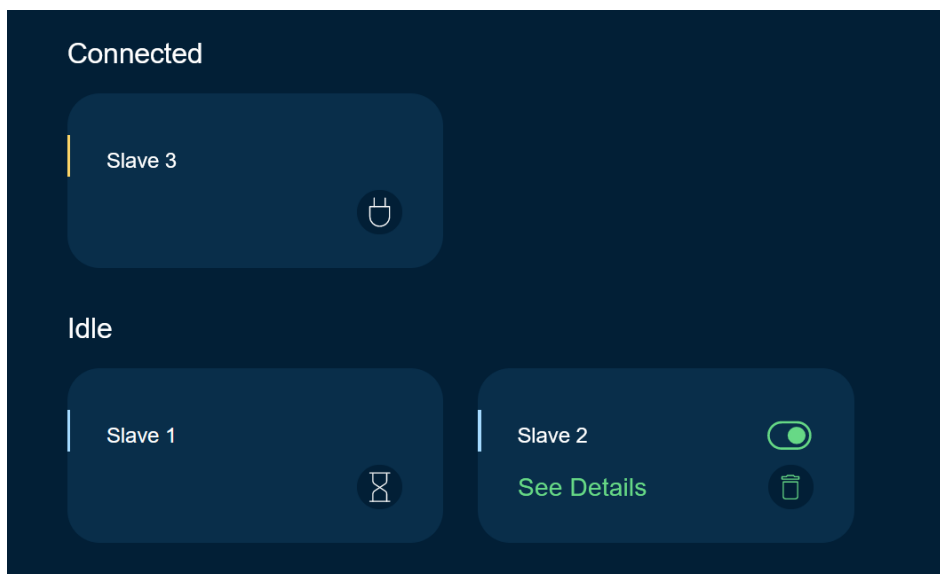 Connected
Slave 3
Idle
Slave 1
Slave 2
See Details